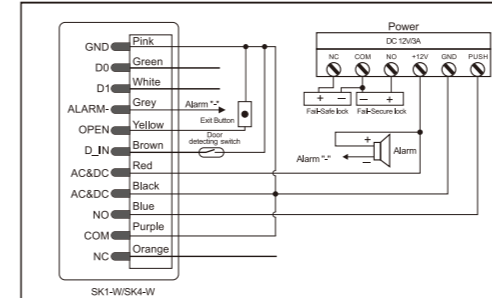 Power
DC 12V/3A
NC COM NO +12V GND PUSH
+ − − +
Fail-Safe lock Fail-Secure lock
GND Pink
D0 Green
D1 White
ALARM- Grey Alarm "-"
Exit Button
OPEN Yellow
Door
detecting switch
D_IN Brown
AC&DC Red
AC&DC Black
NO Blue
COM Purple
NC Orange
+
Alarm
Alarm "-" −
SK1-W/SK4-W